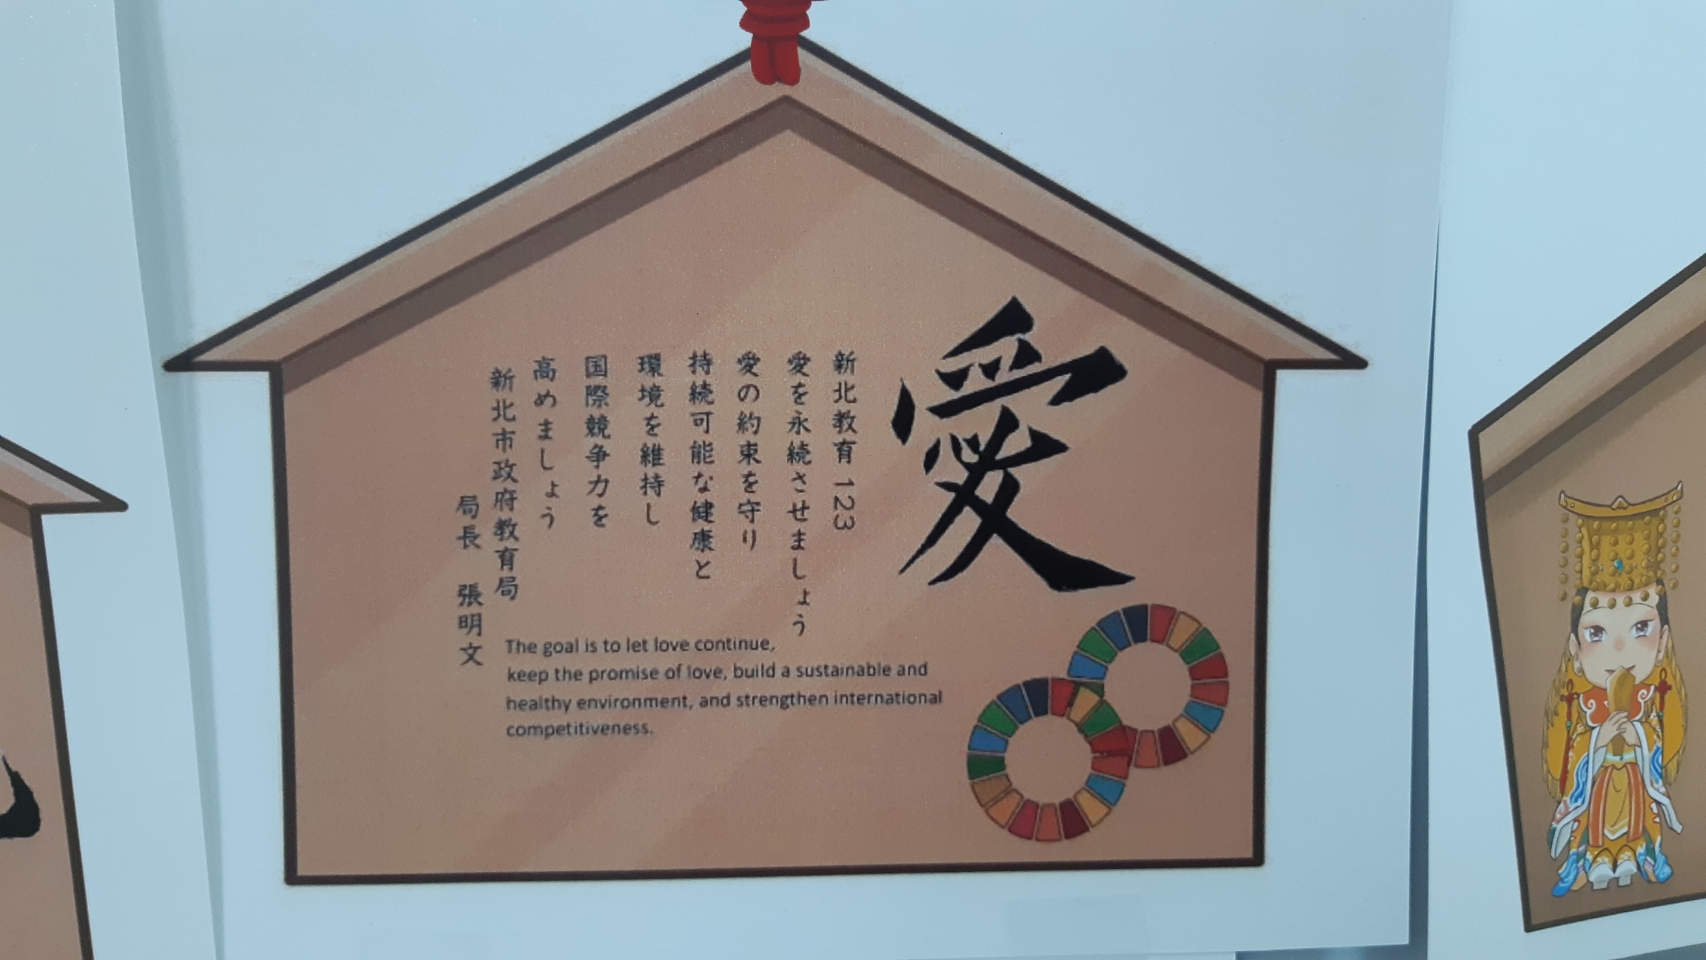 愛
新北教育123
愛を永続させましょう
愛の約束を守り
持続可能な健康と
環境を維持し
国際競争力を
高めましょう
新北市政府教育局
局長 張明文
The goal is to let love continue,
keep the promise of love, build a sustainable and
healthy environment, and strengthen international
competitiveness.